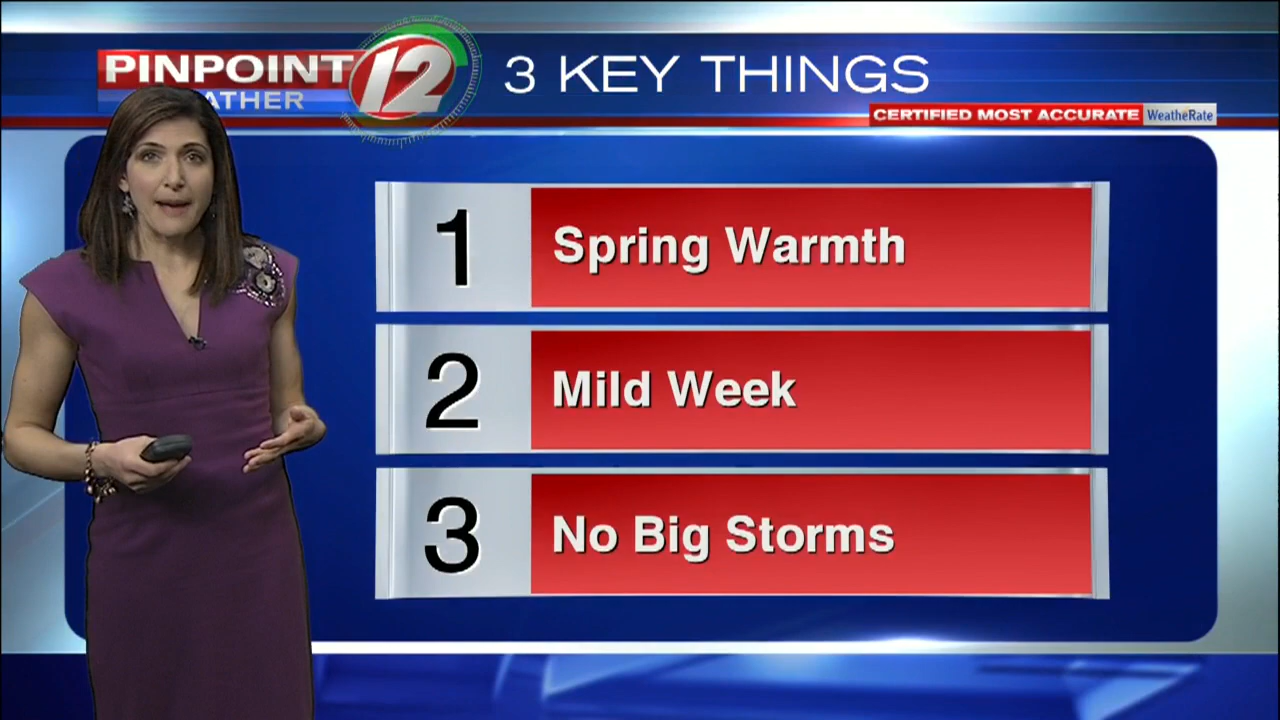 PINPOINT
ATHER
12
3 KEY THINGS
CERTIFIED MOST ACCURATE WeatheRate
1 Spring Warmth
2 Mild Week
3 No Big Storms